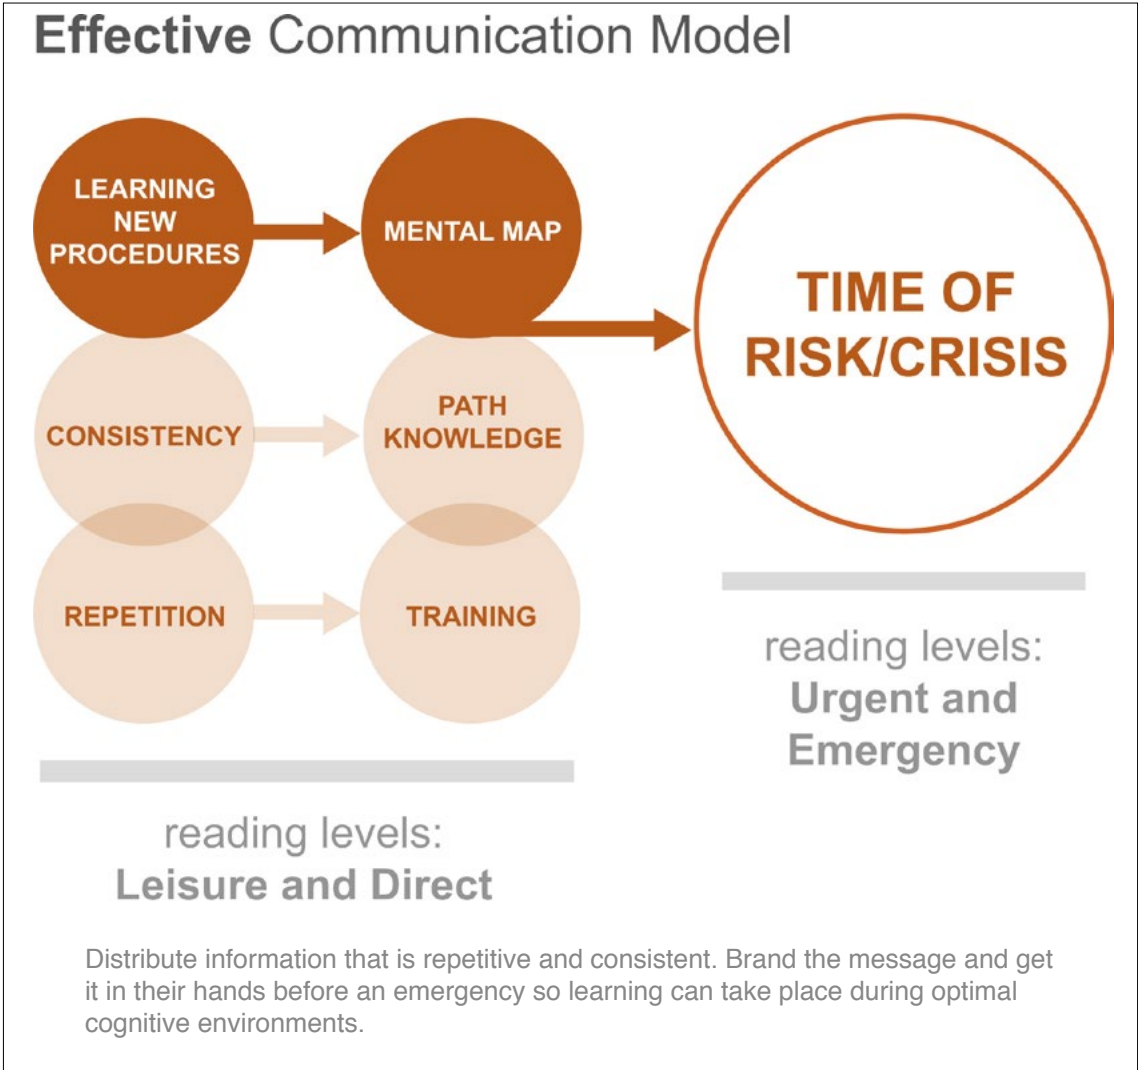 Effective Communication Model
LEARNING
NEW
PROCEDURES
MENTAL MAP
TIME OF
RISK/CRISIS
CONSISTENCY
PATH
KNOWLEDGE
REPETITION
TRAINING
reading levels:
Urgent and
Emergency
reading levels:
Leisure and Direct
Distribute information that is repetitive and consistent. Brand the message and get
it in their hands before an emergency so learning can take place during optimal
cognitive environments.